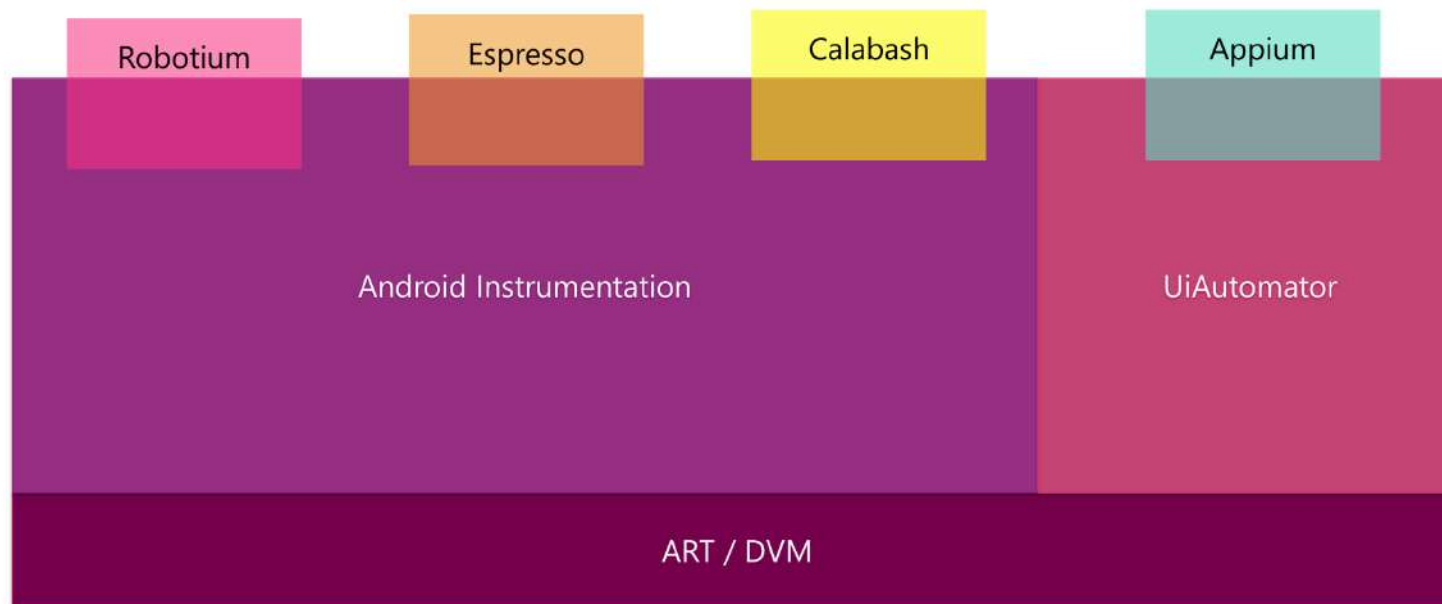 Robotium
Espresso
Calabash
Appium
Android Instrumentation
UiAutomator
ART / DVM